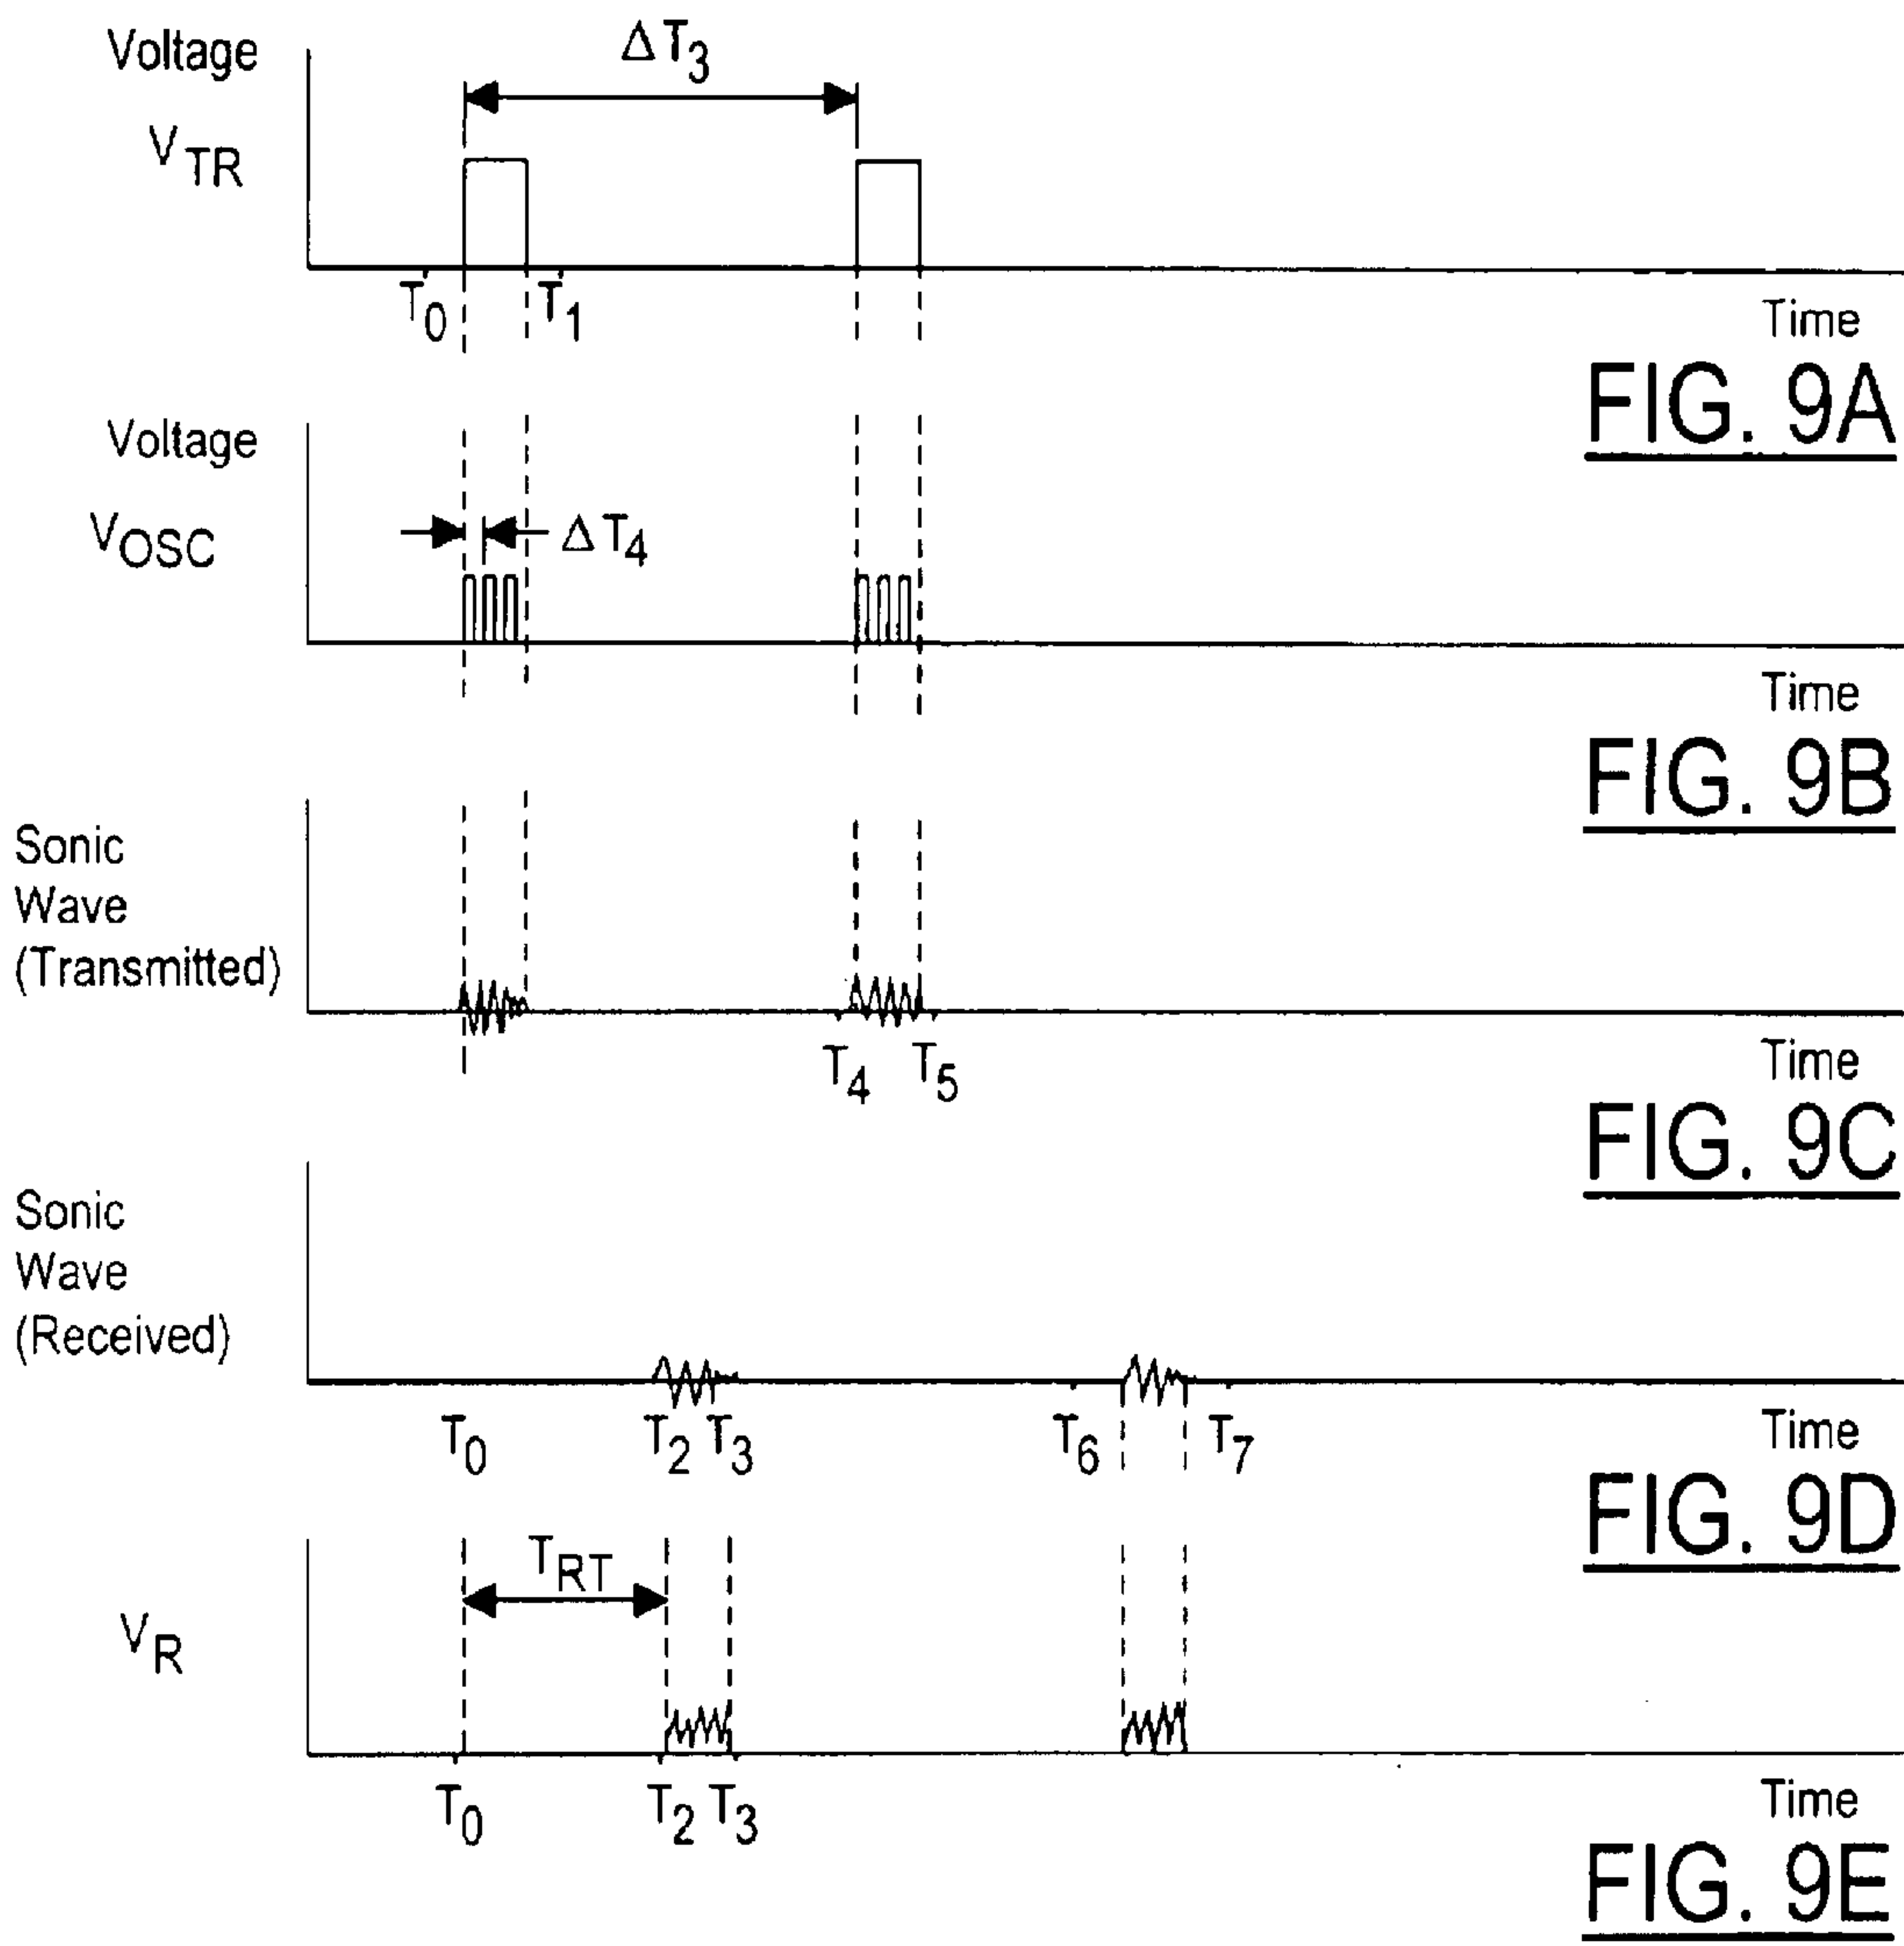 Voltage
ΔT3
VTR
T0 T1
Time
FIG. 9A
Voltage
VOSC
ΔT4
Time
FIG. 9B
Sonic
Wave
(Transmitted)
T4 T5
Time
FIG. 9C
Sonic
Wave
(Received)
T0 T2 T3 T6 T7
Time
FIG. 9D
TRT
VR
T0 T2 T3
Time
FIG. 9E